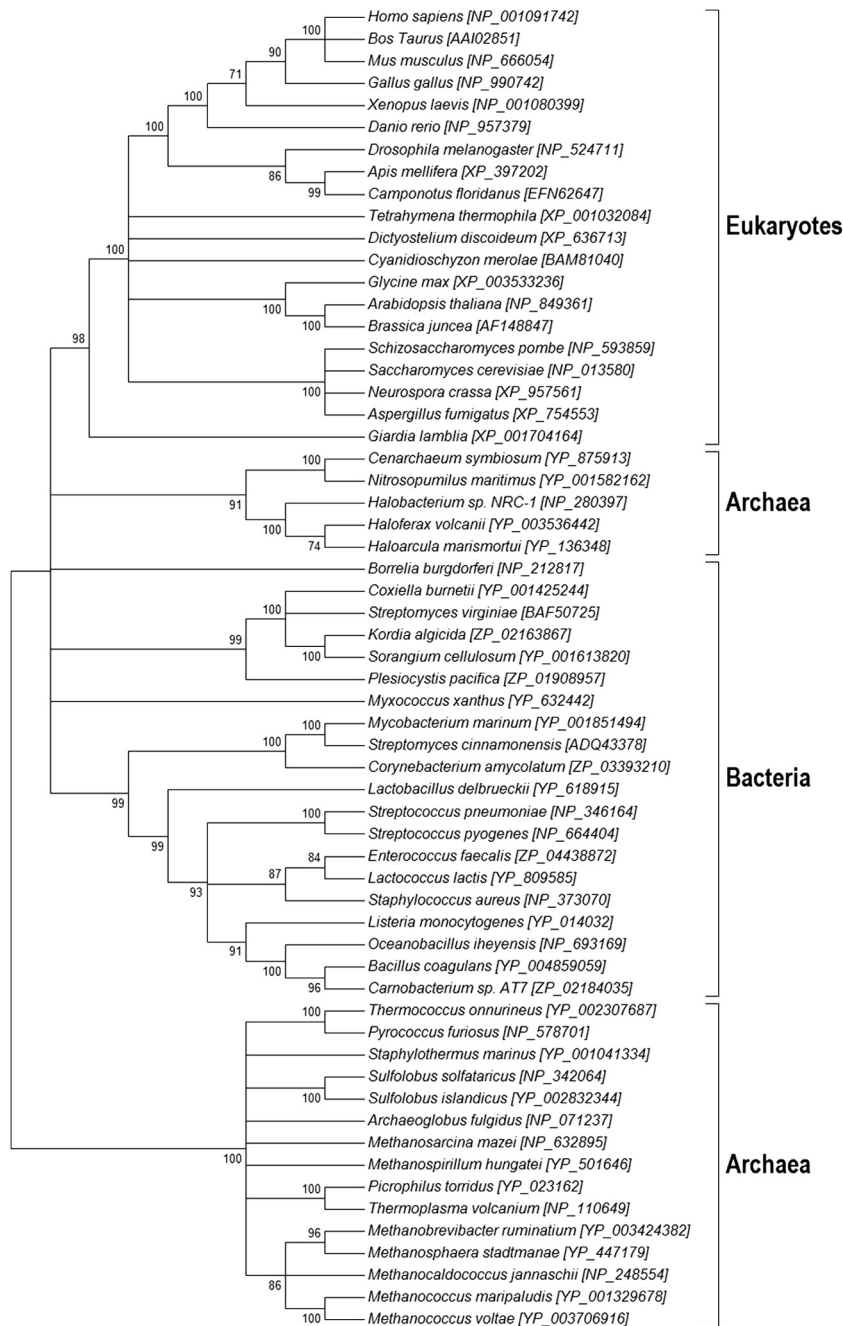 100 Homo sapiens [NP_001091742]
90 Bos Taurus [AAI02851]
Mus musculus [NP_666054]
71 Gallus gallus [NP_990742]
100 Xenopus laevis [NP_001080399]
100 Danio rerio [NP_957379]
Drosophila melanogaster [NP_524711]
86 Apis mellifera [XP_397202]
99 Camponotus floridanus [EFN62647]
Tetrahymena thermophila [XP_001032084]
Eukaryotes
Dictyostelium discoideum [XP_636713]
100 Cyanidioschyzon merolae [BAM81040]
Glycine max [XP_003533236]
100 Arabidopsis thaliana [NP_849361]
100 Brassica juncea [AF148847]
98 Schizosaccharomyces pombe [NP_593859]
Saccharomyces cerevisiae [NP_013580]
100 Neurospora crassa [XP_957561]
Aspergillus fumigatus [XP_754553]
Giardia lamblia [XP_001704164]
100 Cenarchaeum symbiosum [YP_875913]
Nitrosopumilus maritimus [YP_001582162]
91 Halobacterium sp. NRC-1 [NP_280397]
Archaea
100 Haloferax volcanii [YP_003536442]
74 Haloarcula marismortui [YP_136348]
Borrelia burgdorferi [NP_212817]
Coxiella burnetii [YP_001425244]
100 Streptomyces virginiae [BAF50725]
99 Kordia algicida [ZP_02163867]
100 Sorangium cellulosum [YP_001613820]
Plesiocystis pacifica [ZP_01908957]
Myxococcus xanthus [YP_632442]
100 Mycobacterium marinum [YP_001851494]
100 Streptomyces cinnamonensis [ADQ43378]
Corynebacterium amycolatum [ZP_03393210]
Bacteria
99 Lactobacillus delbrueckii [YP_618915]
100 Streptococcus pneumoniae [NP_346164]
99 Streptococcus pyogenes [NP_664404]
84 Enterococcus faecalis [ZP_04438872]
87 Lactococcus lactis [YP_809585]
93 Staphylococcus aureus [NP_373070]
Listeria monocytogenes [YP_014032]
91 Oceanobacillus iheyensis [NP_693169]
100 Bacillus coagulans [YP_004859059]
96 Carnobacterium sp. AT7 [ZP_02184035]
100 Thermococcus onnurineus [YP_002307687]
Pyrococcus furiosus [NP_578701]
Staphylothermus marinus [YP_001041334]
Sulfolobus solfataricus [NP_342064]
100 Sulfolobus islandicus [YP_002832344]
Archaeoglobus fulgidus [NP_071237]
Methanosarcina mazei [NP_632895]
100 Methanospirillum hungatei [YP_501646]
Archaea
100 Picrophilus torridus [YP_023162]
Thermoplasma volcanium [NP_110649]
96 Methanobrevibacter ruminatium [YP_003424382]
Methanosphaera stadtmanae [YP_447179]
86 Methanocaldococcus jannaschii [NP_248554]
Methanococcus maripaludis [YP_001329678]
100 Methanococcus voltae [YP_003706916]